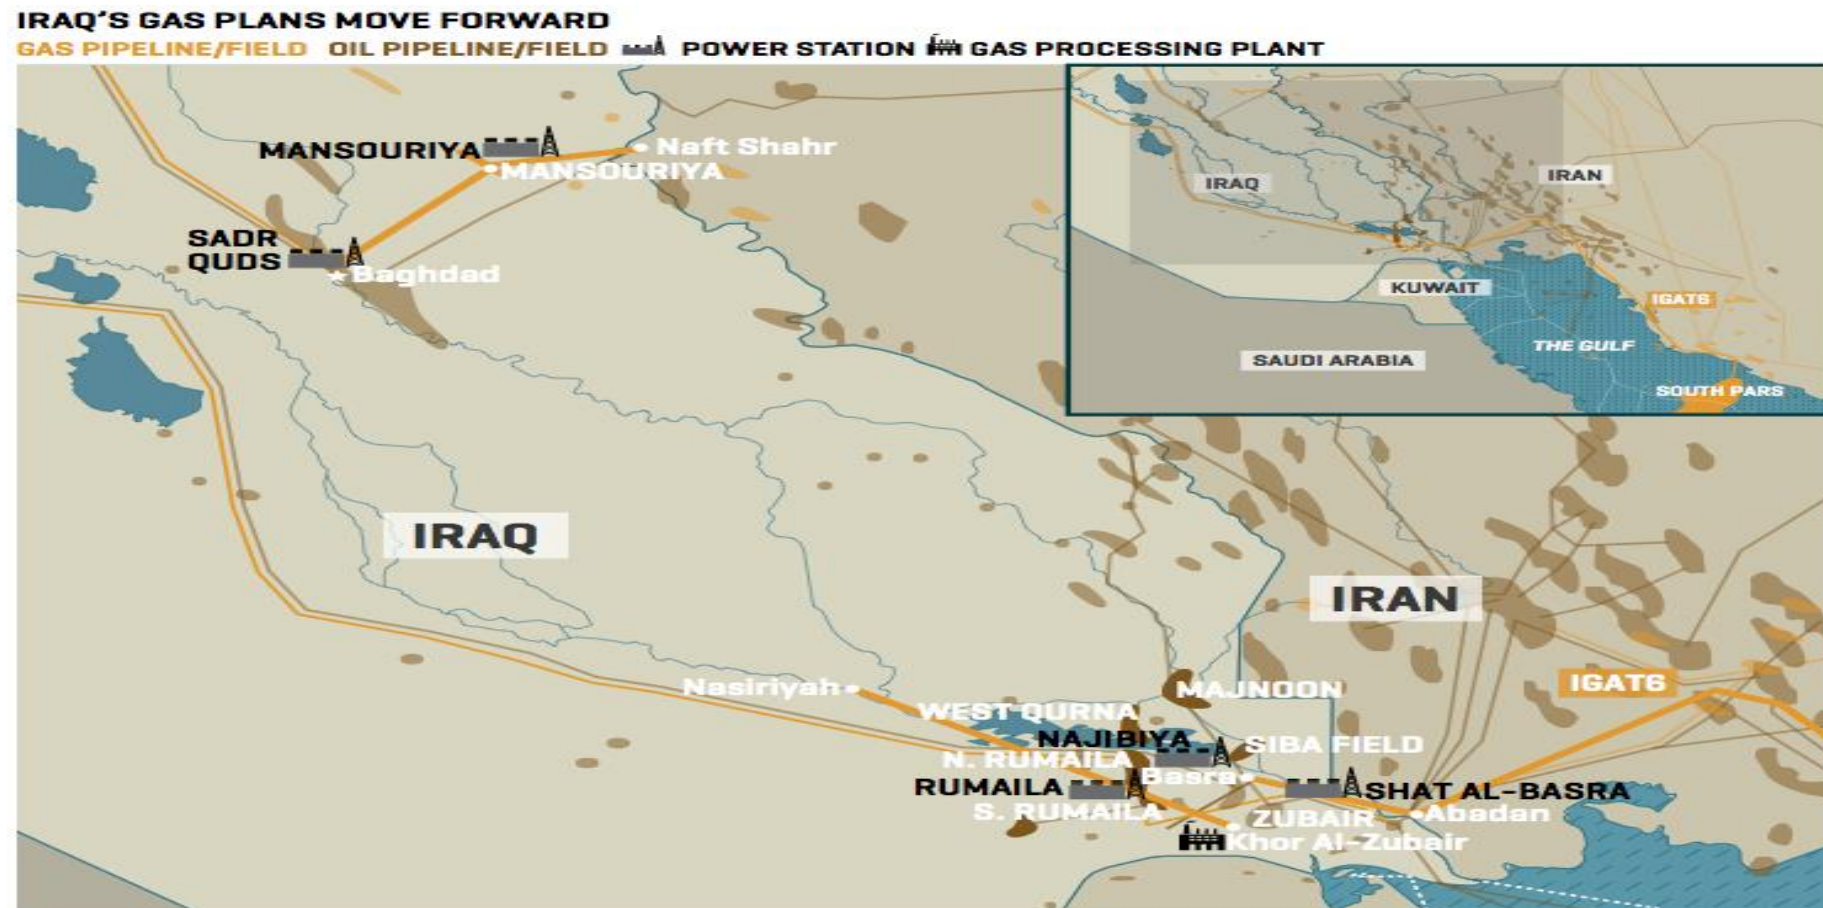 IRAQ'S GAS PLANS MOVE FORWARD
GAS PIPELINE/FIELD OIL PIPELINE/FIELD POWER STATION GAS PROCESSING PLANT
MANSOURIYA
Naft Shahr
MANSOURIYA
SADR
QUDS
Baghdad
IRAQ
IRAN
KUWAIT
IGAT6
THE GULF
SAUDI ARABIA
SOUTH PARS
IRAQ
IRAN
IGAT6
Nasiriyah
MAJNOON
WEST QURNA
NAJIBIYA
SIBA FIELD
N. RUMAILA
Basra
RUMAILA
SHAT AL-BASRA
S. RUMAILA
ZUBAIR
Abadan
Khor Al-Zubair